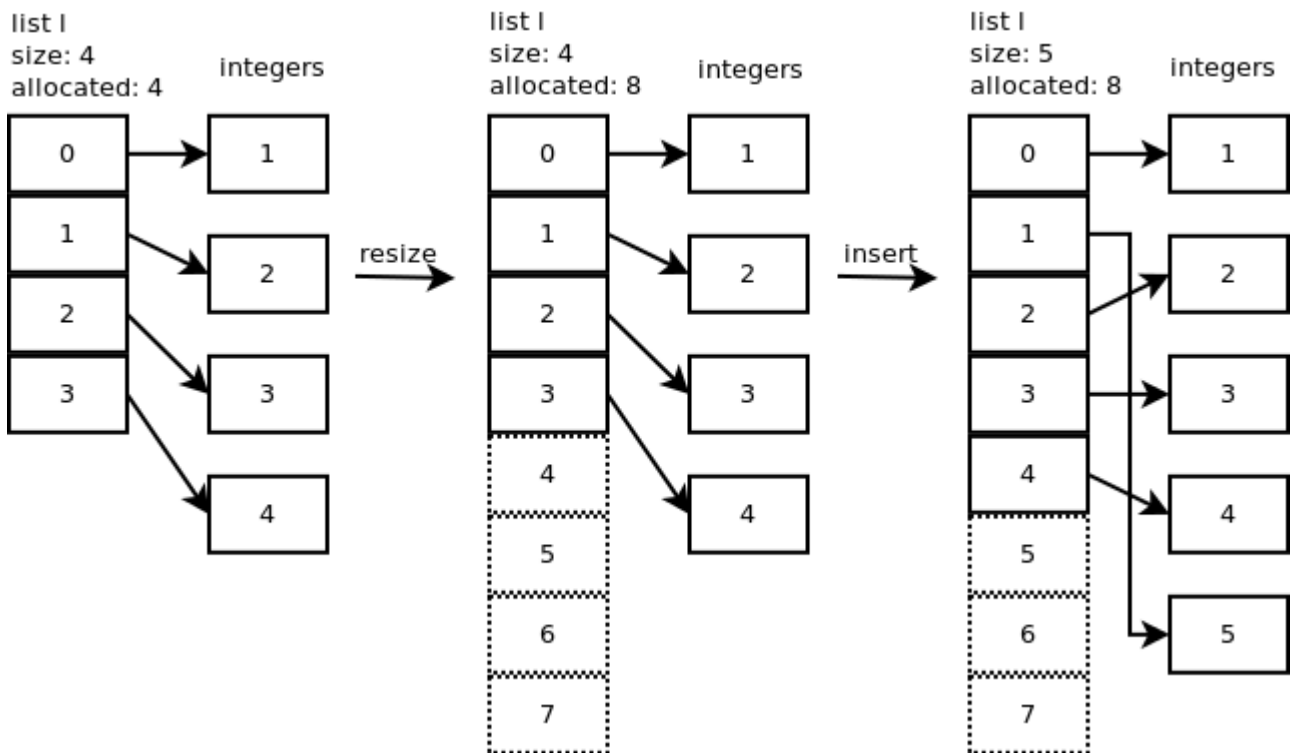 list l
size: 4
allocated: 4
integers
0
1
1
2
2
3
3
4
resize
list l
size: 4
allocated: 8
integers
0
1
1
2
2
3
3
4
4
5
6
7
insert
list l
size: 5
allocated: 8
integers
0
1
1
2
2
3
3
4
4
5
5
6
7